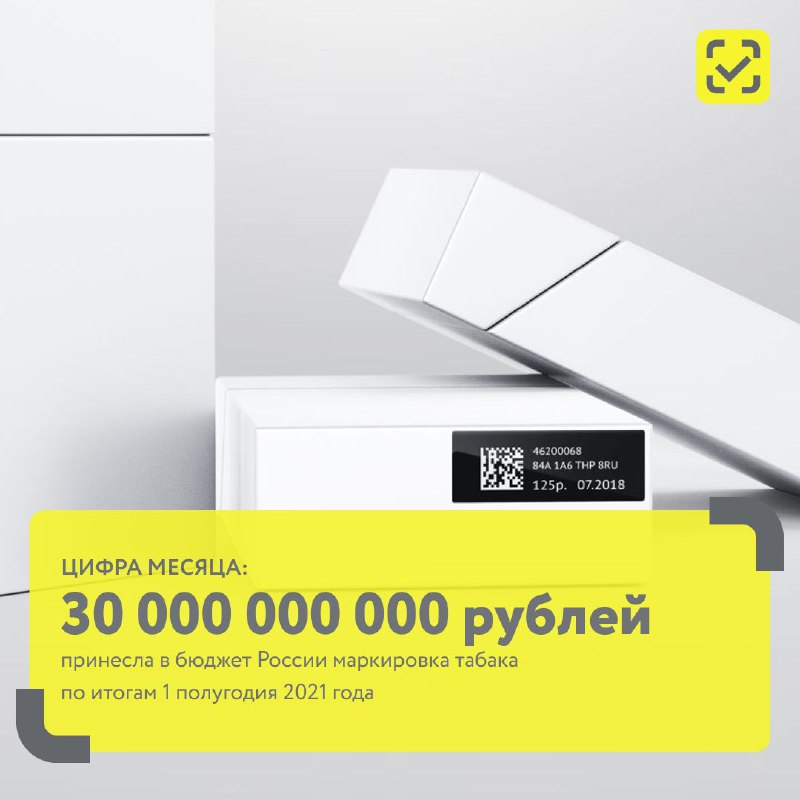 46200068
84A 1A6 THP 8RU
125р. 07.2018
ЦИФРА МЕСЯЦА:
30 000 000 000 рублей
принесла в бюджет России маркировка табака
по итогам 1 полугодия 2021 года